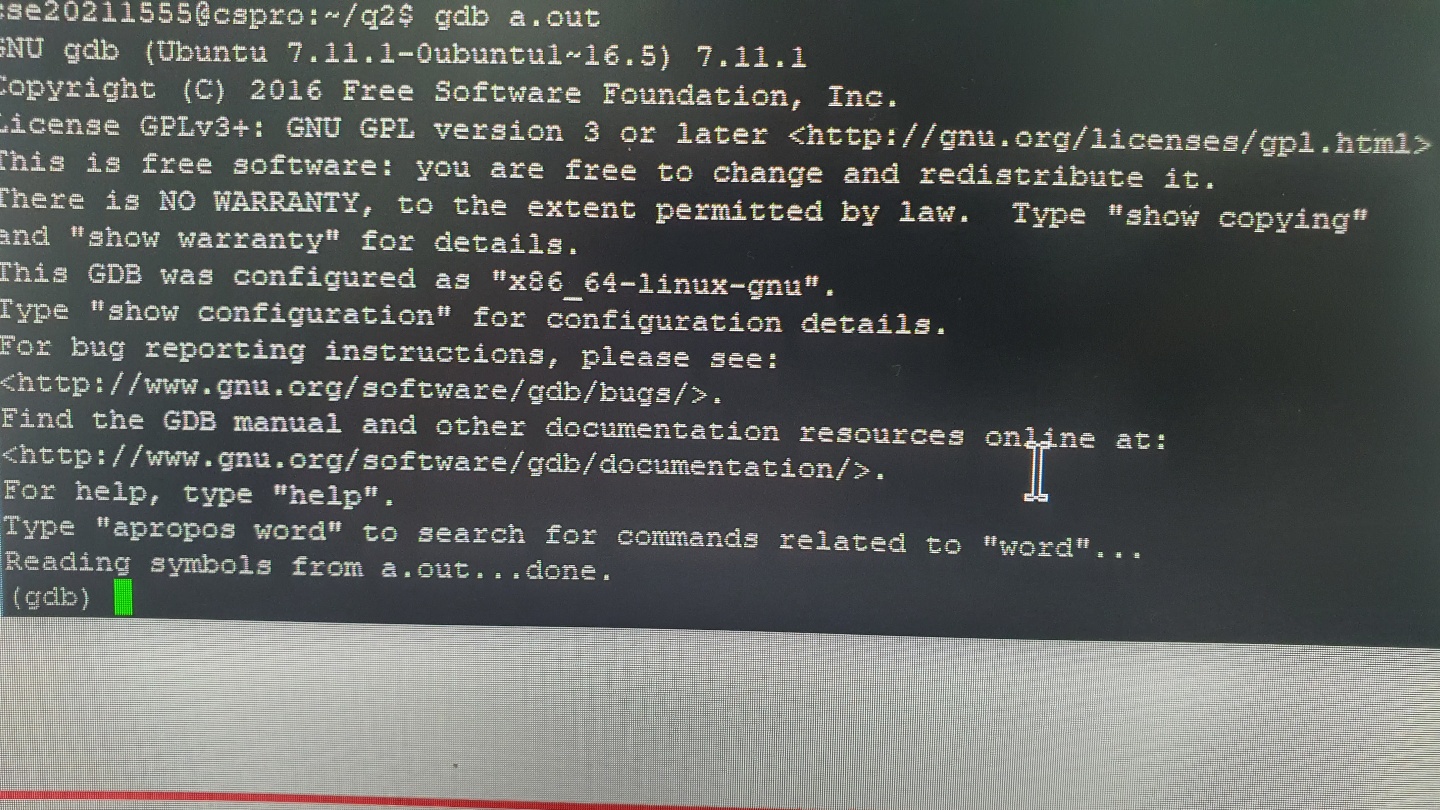 se20211555@cspro:~/q2$ gdb a.out
GNU gdb (Ubuntu 7.11.1-0ubuntu1~16.5) 7.11.1
Copyright (C) 2016 Free Software Foundation, Inc.
License GPLv3+: GNU GPL version 3 or later <http://gnu.org/licenses/gpl.html>
This is free software: you are free to change and redistribute it.
There is NO WARRANTY, to the extent permitted by law.  Type "show copying"
and "show warranty" for details.
This GDB was configured as "x86_64-linux-gnu".
Type "show configuration" for configuration details.
For bug reporting instructions, please see:
<http://www.gnu.org/software/gdb/bugs/>.
Find the GDB manual and other documentation resources online at:
<http://www.gnu.org/software/gdb/documentation/>.
For help, type "help".
Type "apropos word" to search for commands related to "word"...
Reading symbols from a.out...done.
(gdb)